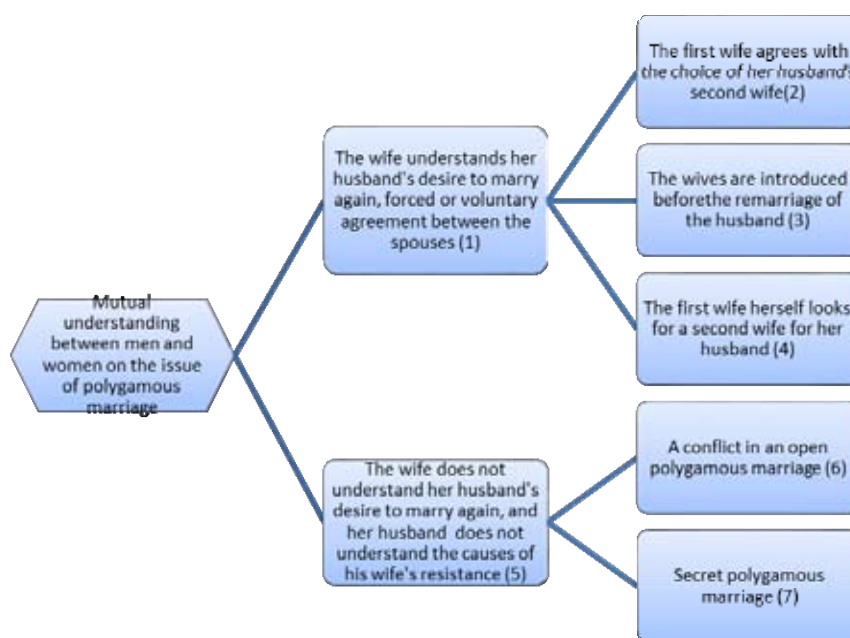 Mutual
understanding
between men and
women on the issue
of polygamous
marriage
The wife understands her
husband's desire to marry
again, forced or voluntary
agreement between the
spouses (1)
The first wife agrees with
the choice of her husband's
second wife(2)
The wives are introduced
beforethe remarriage of
the husband (3)
The first wife herself looks
for a second wife for her
husband (4)
The wife does not
understand her husband's
desire to marry again, and
her husband does not
understand the causes of
his wife's resistance (5)
A conflict in an open
polygamous marriage (6)
Secret polygamous
marriage (7)